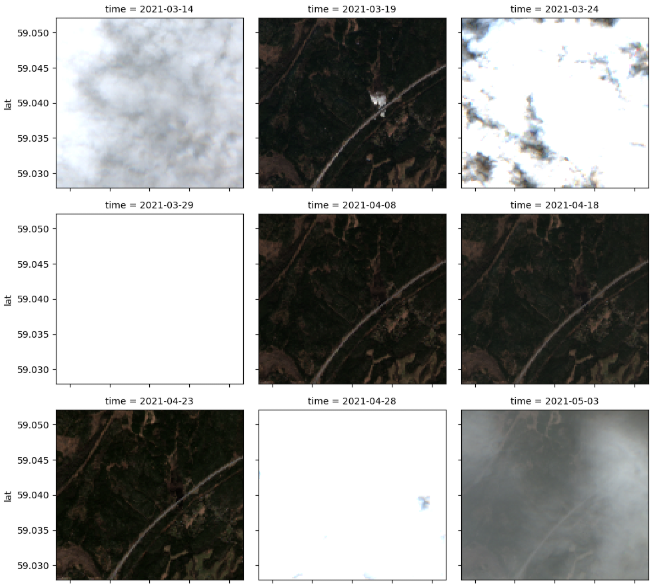 time = 2021-03-14
time = 2021-03-19
time = 2021-03-24
59.050
59.045
59.040
59.035
59.030
lat
time = 2021-03-29
time = 2021-04-08
time = 2021-04-18
59.050
59.045
59.040
59.035
59.030
lat
time = 2021-04-23
time = 2021-04-28
time = 2021-05-03
59.050
59.045
59.040
59.035
59.030
lat